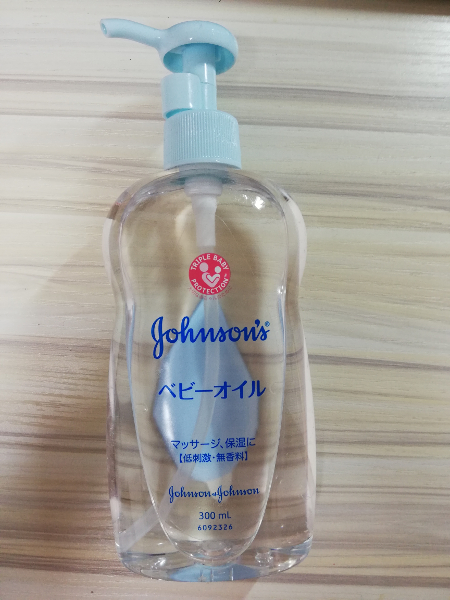 TRIPLE BABY
PROTECTION™
Johnson's®
ベビーオイル
マッサージ、保湿に
【低刺激・無香料】
Johnson & Johnson
300 mL
6092326